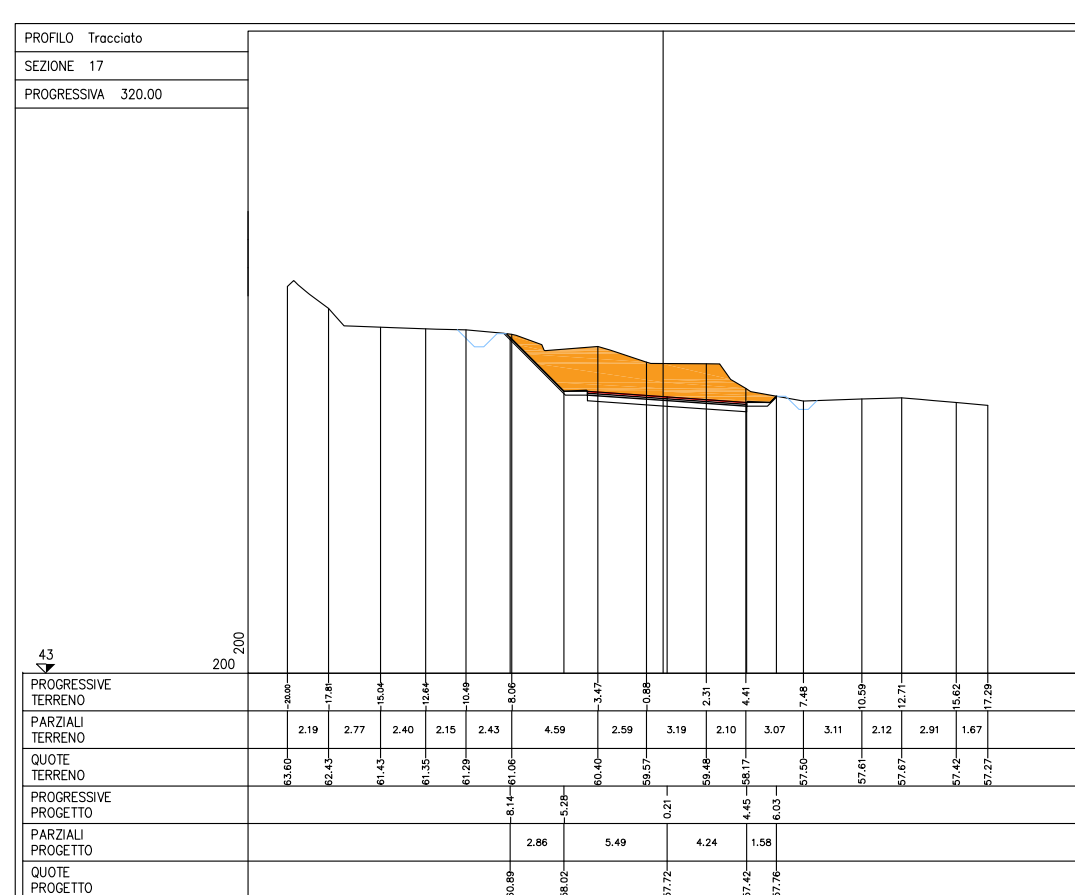 PROFILO Tracciato
SEZIONE 17
PROGRESSIVA 320.00
43
200
200
PROGRESSIVE
TERRENO
-20.00 -17.81 -15.04 -12.64 -10.49 -8.06 -3.47 -0.88 2.31 4.41 7.48 10.59 12.71 15.62 17.29
PARZIALI
TERRENO
2.19 2.77 2.40 2.15 2.43 4.59 2.59 3.19 2.10 3.07 3.11 2.12 2.91 1.67
QUOTE
TERRENO
63.60 62.43 61.43 61.35 61.29 61.06 60.40 59.57 59.48 58.17 57.50 57.61 57.67 57.42 57.27
PROGRESSIVE
PROGETTO
-8.14 -5.28 0.21 4.45 6.03
PARZIALI
PROGETTO
2.86 5.49 4.24 1.58
QUOTE
PROGETTO